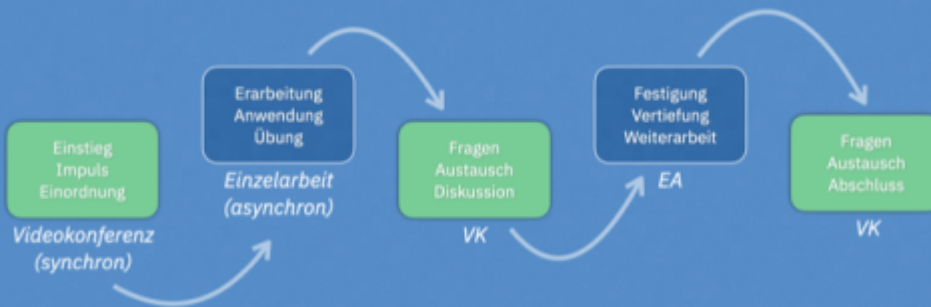 Einstieg
Impuls
Einordnung
Videokonferenz
(synchron)
Erarbeitung
Anwendung
Übung
Einzelarbeit
(asynchron)
Fragen
Austausch
Diskussion
VK
Festigung
Vertiefung
Weiterarbeit
EA
Fragen
Austausch
Abschluss
VK